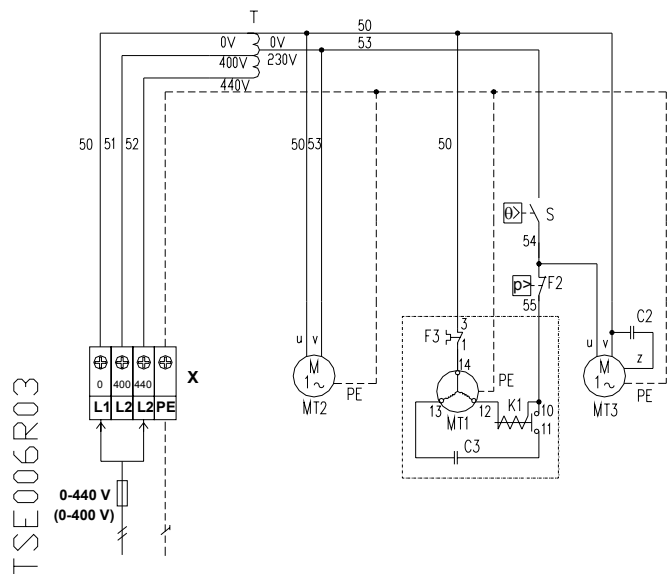 T
50
0V 0V
53
400V 230V
440V
50 51 52
50 53
50
θ> S
54
p> F2
55
C2
F3
3
1
u v
M
1~
MT2
PE
14
PE
13 12
MT1
K1
10
11
C3
u v
z
M
1~
MT3
PE
0 400 440
X
L1 L2 L2 PE
0-440 V
(0-400 V)
TSE006R03